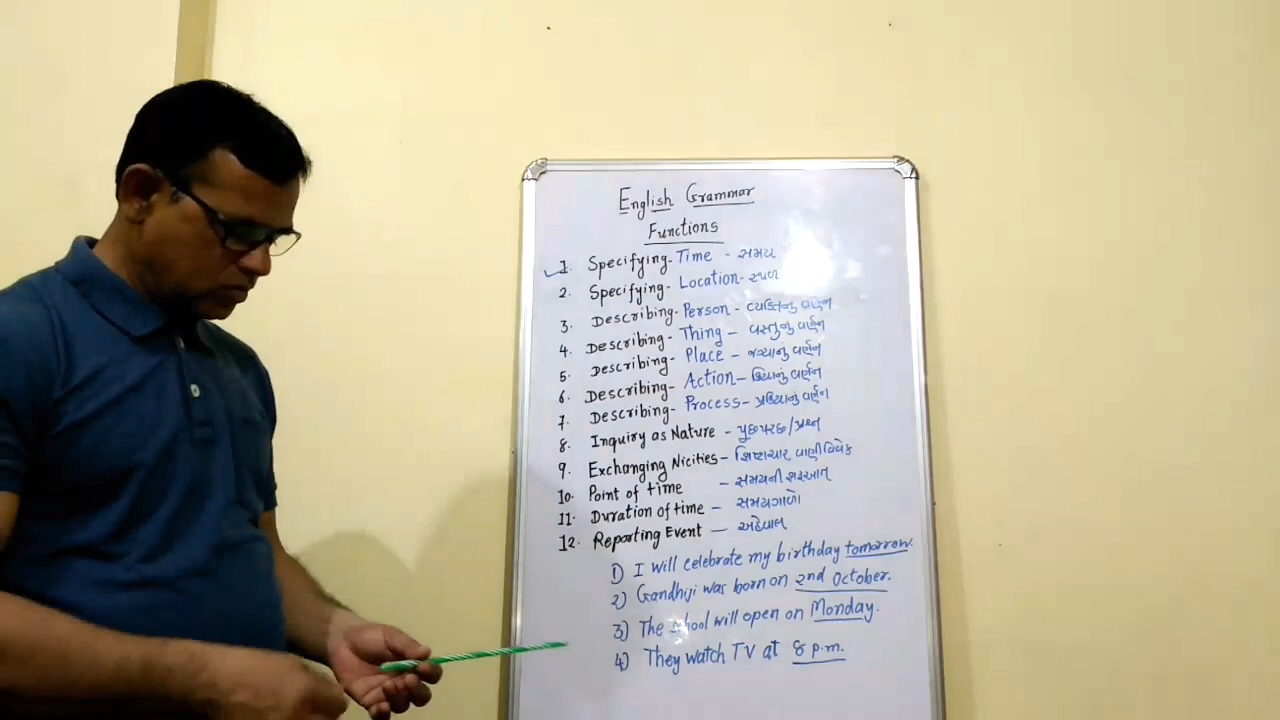 English Grammar
Functions
✓ 1. Specifying- Time - સમય
2. Specifying- Location- સ્થળ
3. Describing- Person - વ્યક્તિનું વર્ણન
4. Describing- Thing - વસ્તુનું વર્ણન
5. Describing- Place - જગ્યાનું વર્ણન
6. Describing- Action - ક્રિયાનું વર્ણન
7. Describing- Process - પ્રક્રિયાનું વર્ણન
8. Inquiry as Nature - પુછપરછ/પ્રશ્ન
9. Exchanging Nicities - શિષ્ટાચાર, વાણીવિવેક
10. Point of time - સમયની શરૂઆત
11. Duration of time - સમયગાળો
12. Reporting Event - અહેવાલ
1) I will celebrate my birthday tomorrow.
2) Gandhiji was born on 2nd October.
3) The school will open on Monday.
4) They watch TV at 8 p.m.